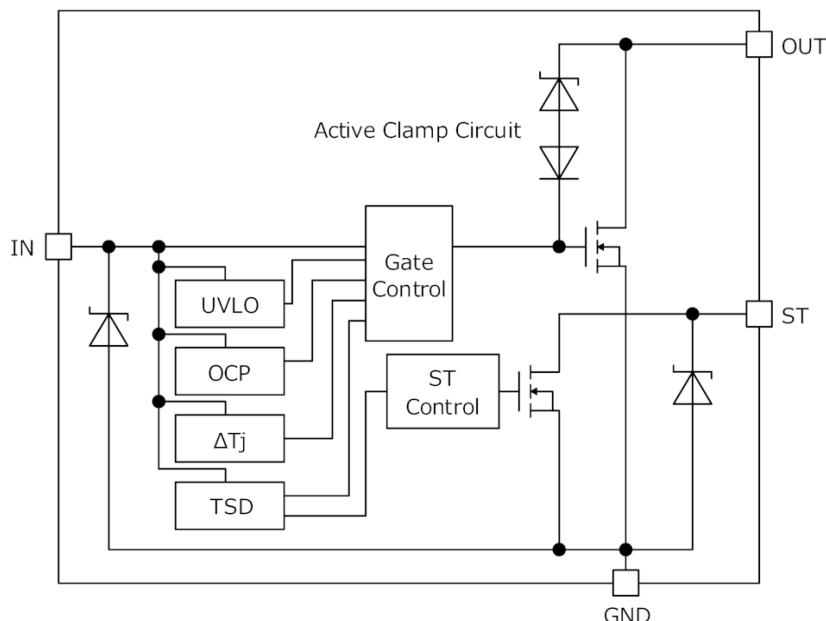 OUT
Active Clamp Circuit
IN
Gate
Control
UVLO
ST
OCP
ST
Control
ΔTj
TSD
GND